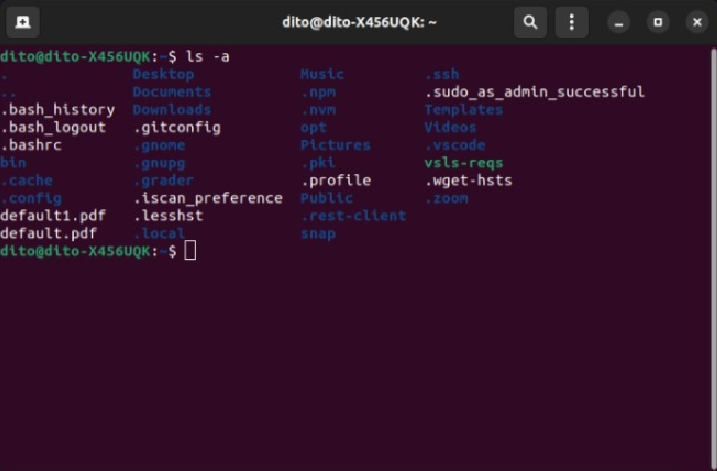 dito@dito-X456UQK: ~
dito@dito-X456UQK:~$ ls -a
. Desktop Music .ssh
.. Documents .npm .sudo_as_admin_successful
.bash_history Downloads .nvm Templates
.bash_logout .gitconfig opt Videos
.bashrc .gnome Pictures .vscode
bin .gnupg .pki vsls-reqs
.cache .grader .profile .wget-hsts
.config .iscan_preference Public .zoom
default1.pdf .lesshst .rest-client
default.pdf .local snap
dito@dito-X456UQK:~$